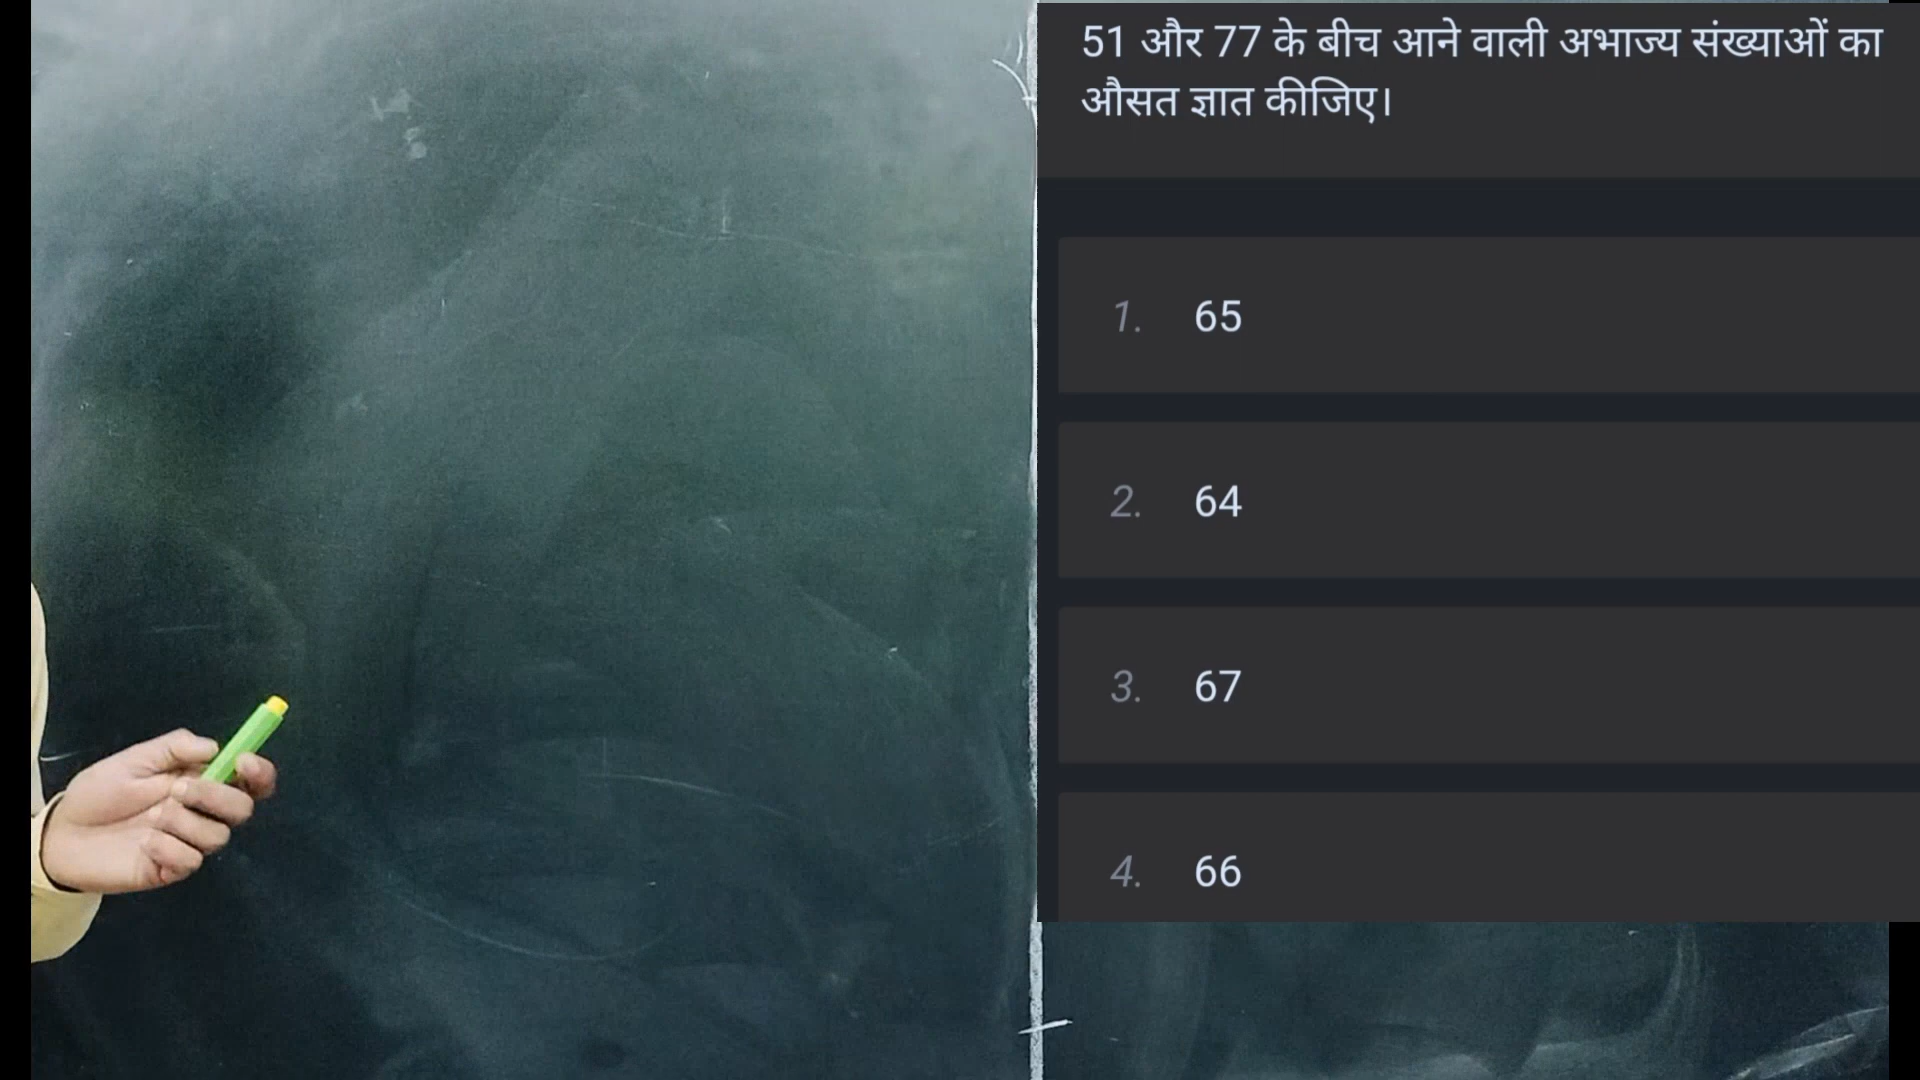 51 और 77 के बीच आने वाली अभाज्य संख्याओं का
औसत ज्ञात कीजिए।
1. 65
2. 64
3. 67
4. 66